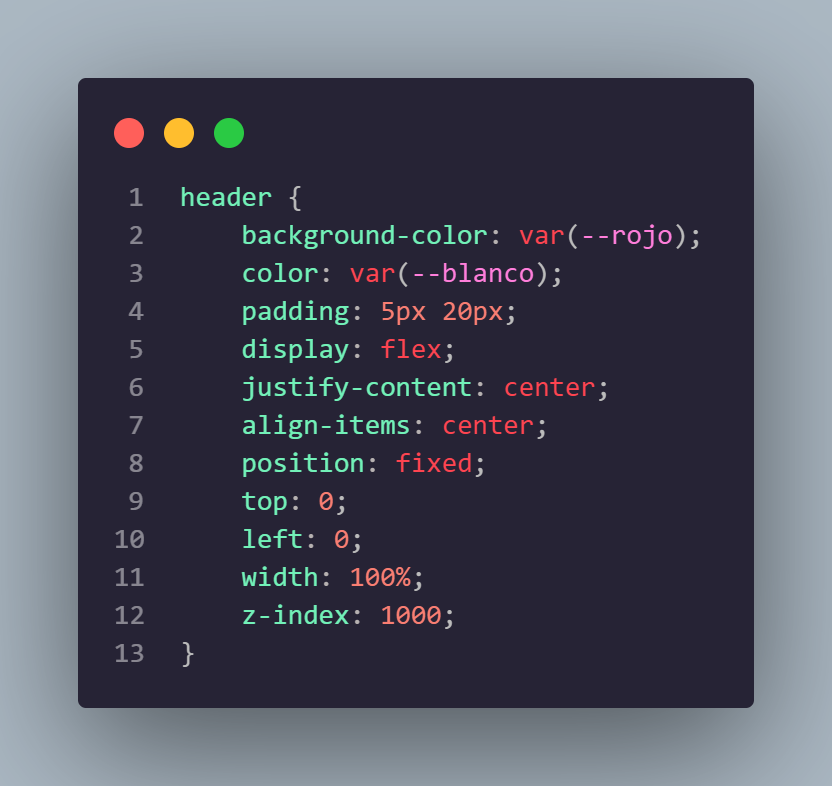 1 header {
2     background-color: var(--rojo);
3     color: var(--blanco);
4     padding: 5px 20px;
5     display: flex;
6     justify-content: center;
7     align-items: center;
8     position: fixed;
9     top: 0;
10     left: 0;
11     width: 100%;
12     z-index: 1000;
13 }